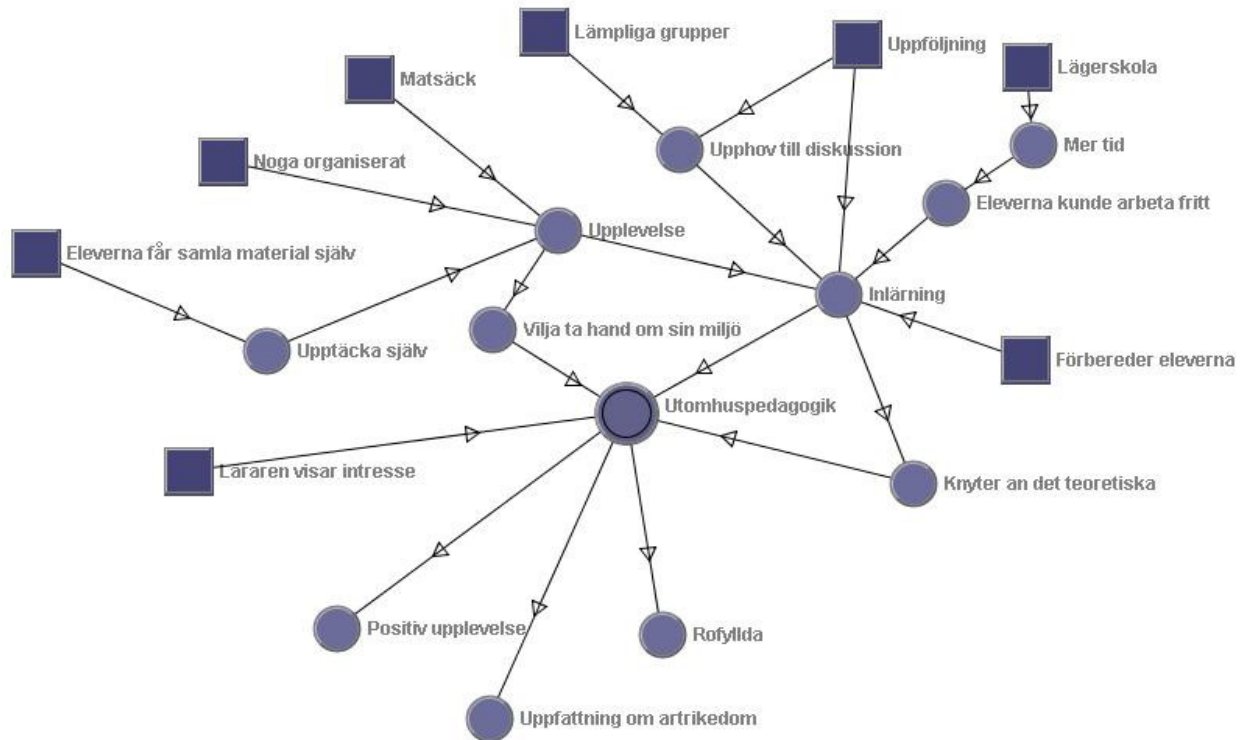 Lämpliga grupper
Uppföljning
Lägerskola
Matsäck
Upphov till diskussion
Mer tid
Noga organiserat
Eleverna kunde arbeta fritt
Upplevelse
Eleverna får samla material själv
Inlärning
Vilja ta hand om sin miljö
Upptäcka själv
Förbereder eleverna
Utomhuspedagogik
Läraren visar intresse
Knyter an det teoretiska
Positiv upplevelse
Rofyllda
Uppfattning om artrikedom